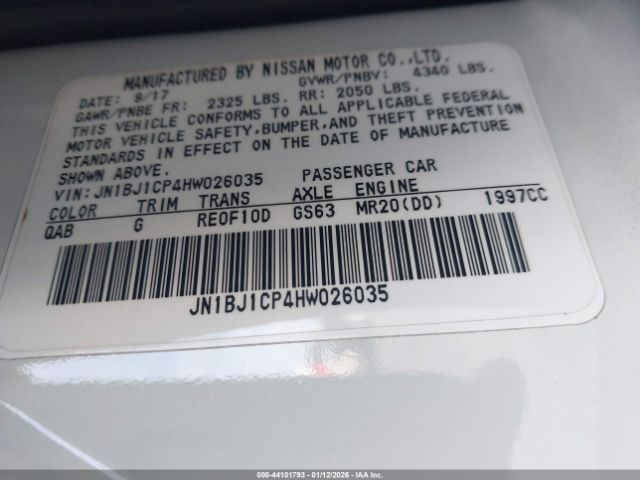 MANUFACTURED BY NISSAN MOTOR CO.,LTD.
DATE: 9/17 GVWR/PNBV: 4340 LBS.
GAWR/PNBE FR: 2325 LBS. RR: 2050 LBS.
THIS VEHICLE CONFORMS TO ALL APPLICABLE FEDERAL
MOTOR VEHICLE SAFETY,BUMPER,AND THEFT PREVENTION
STANDARDS IN EFFECT ON THE DATE OF MANUFACTURE
SHOWN ABOVE.
VIN:JN1BJ1CP4HW026035 PASSENGER CAR
COLOR TRIM TRANS AXLE ENGINE
QAB G RE0F10D GS63 MR20(DD) 1997CC
JN1BJ1CP4HW026035
000-44101793 - 01/12/2026 - IAA Inc.